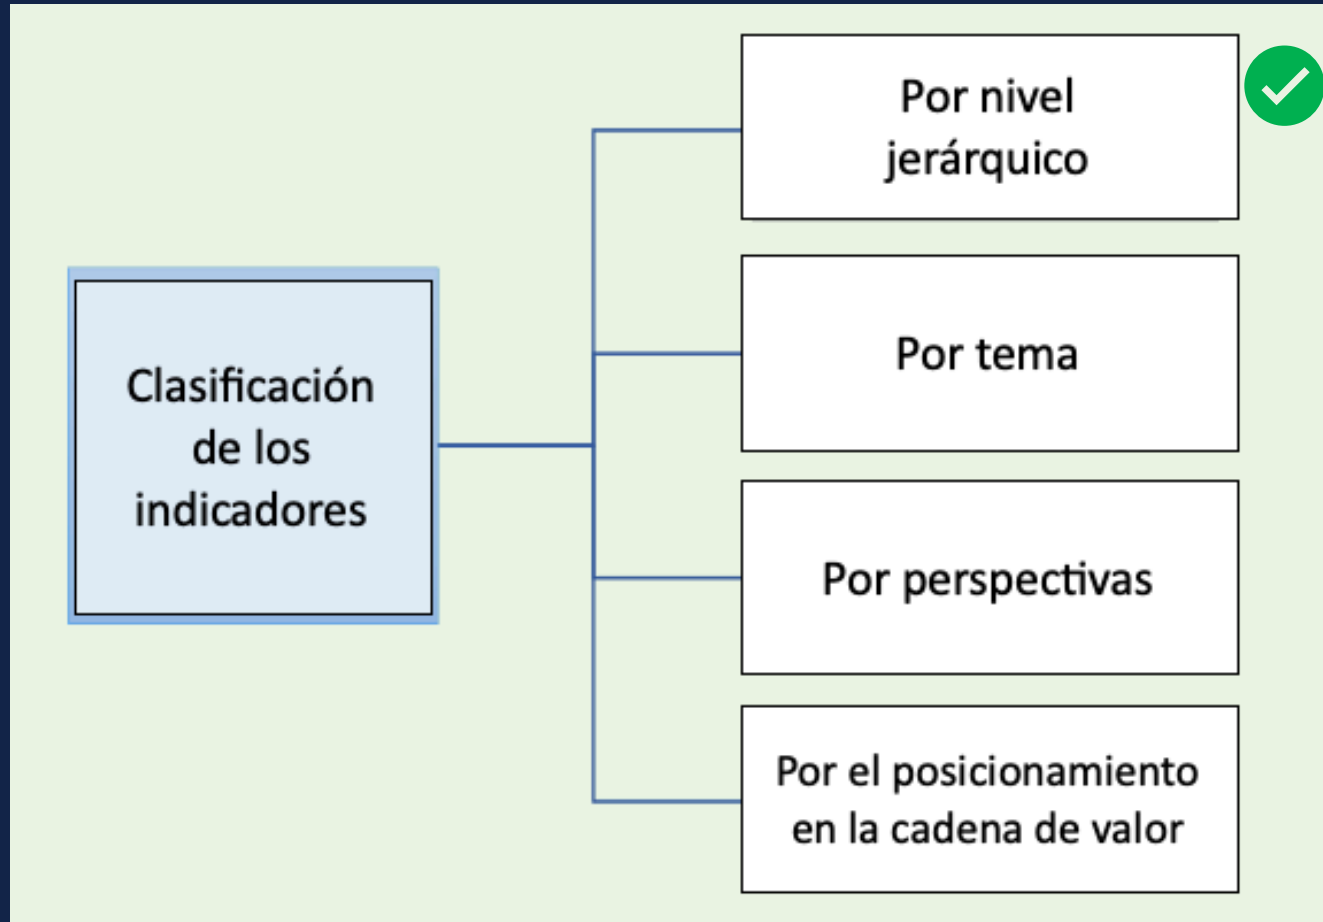 Por nivel
jerárquico
Por tema
Clasificación
de los
indicadores
Por perspectivas
Por el posicionamiento
en la cadena de valor